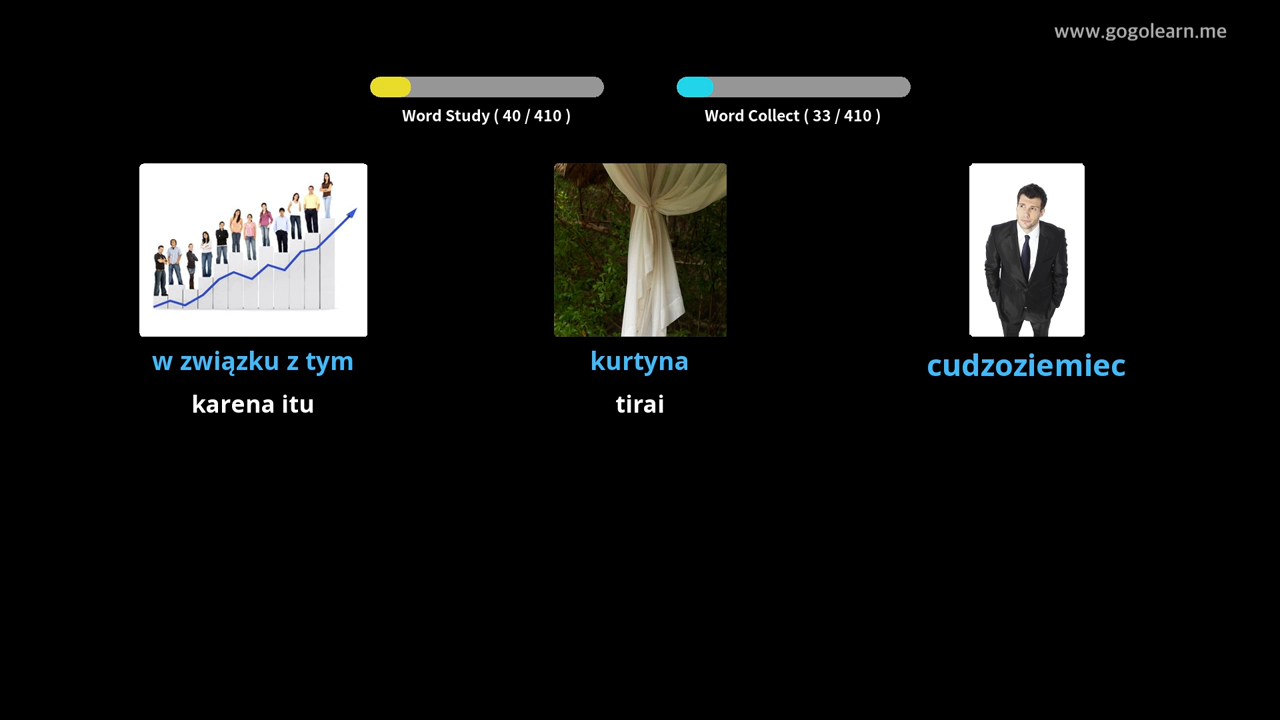 www.gogolearn.me
Word Study ( 40 / 410 )
Word Collect ( 33 / 410 )
w związku z tym
karena itu
kurtyna
tirai
cudzoziemiec